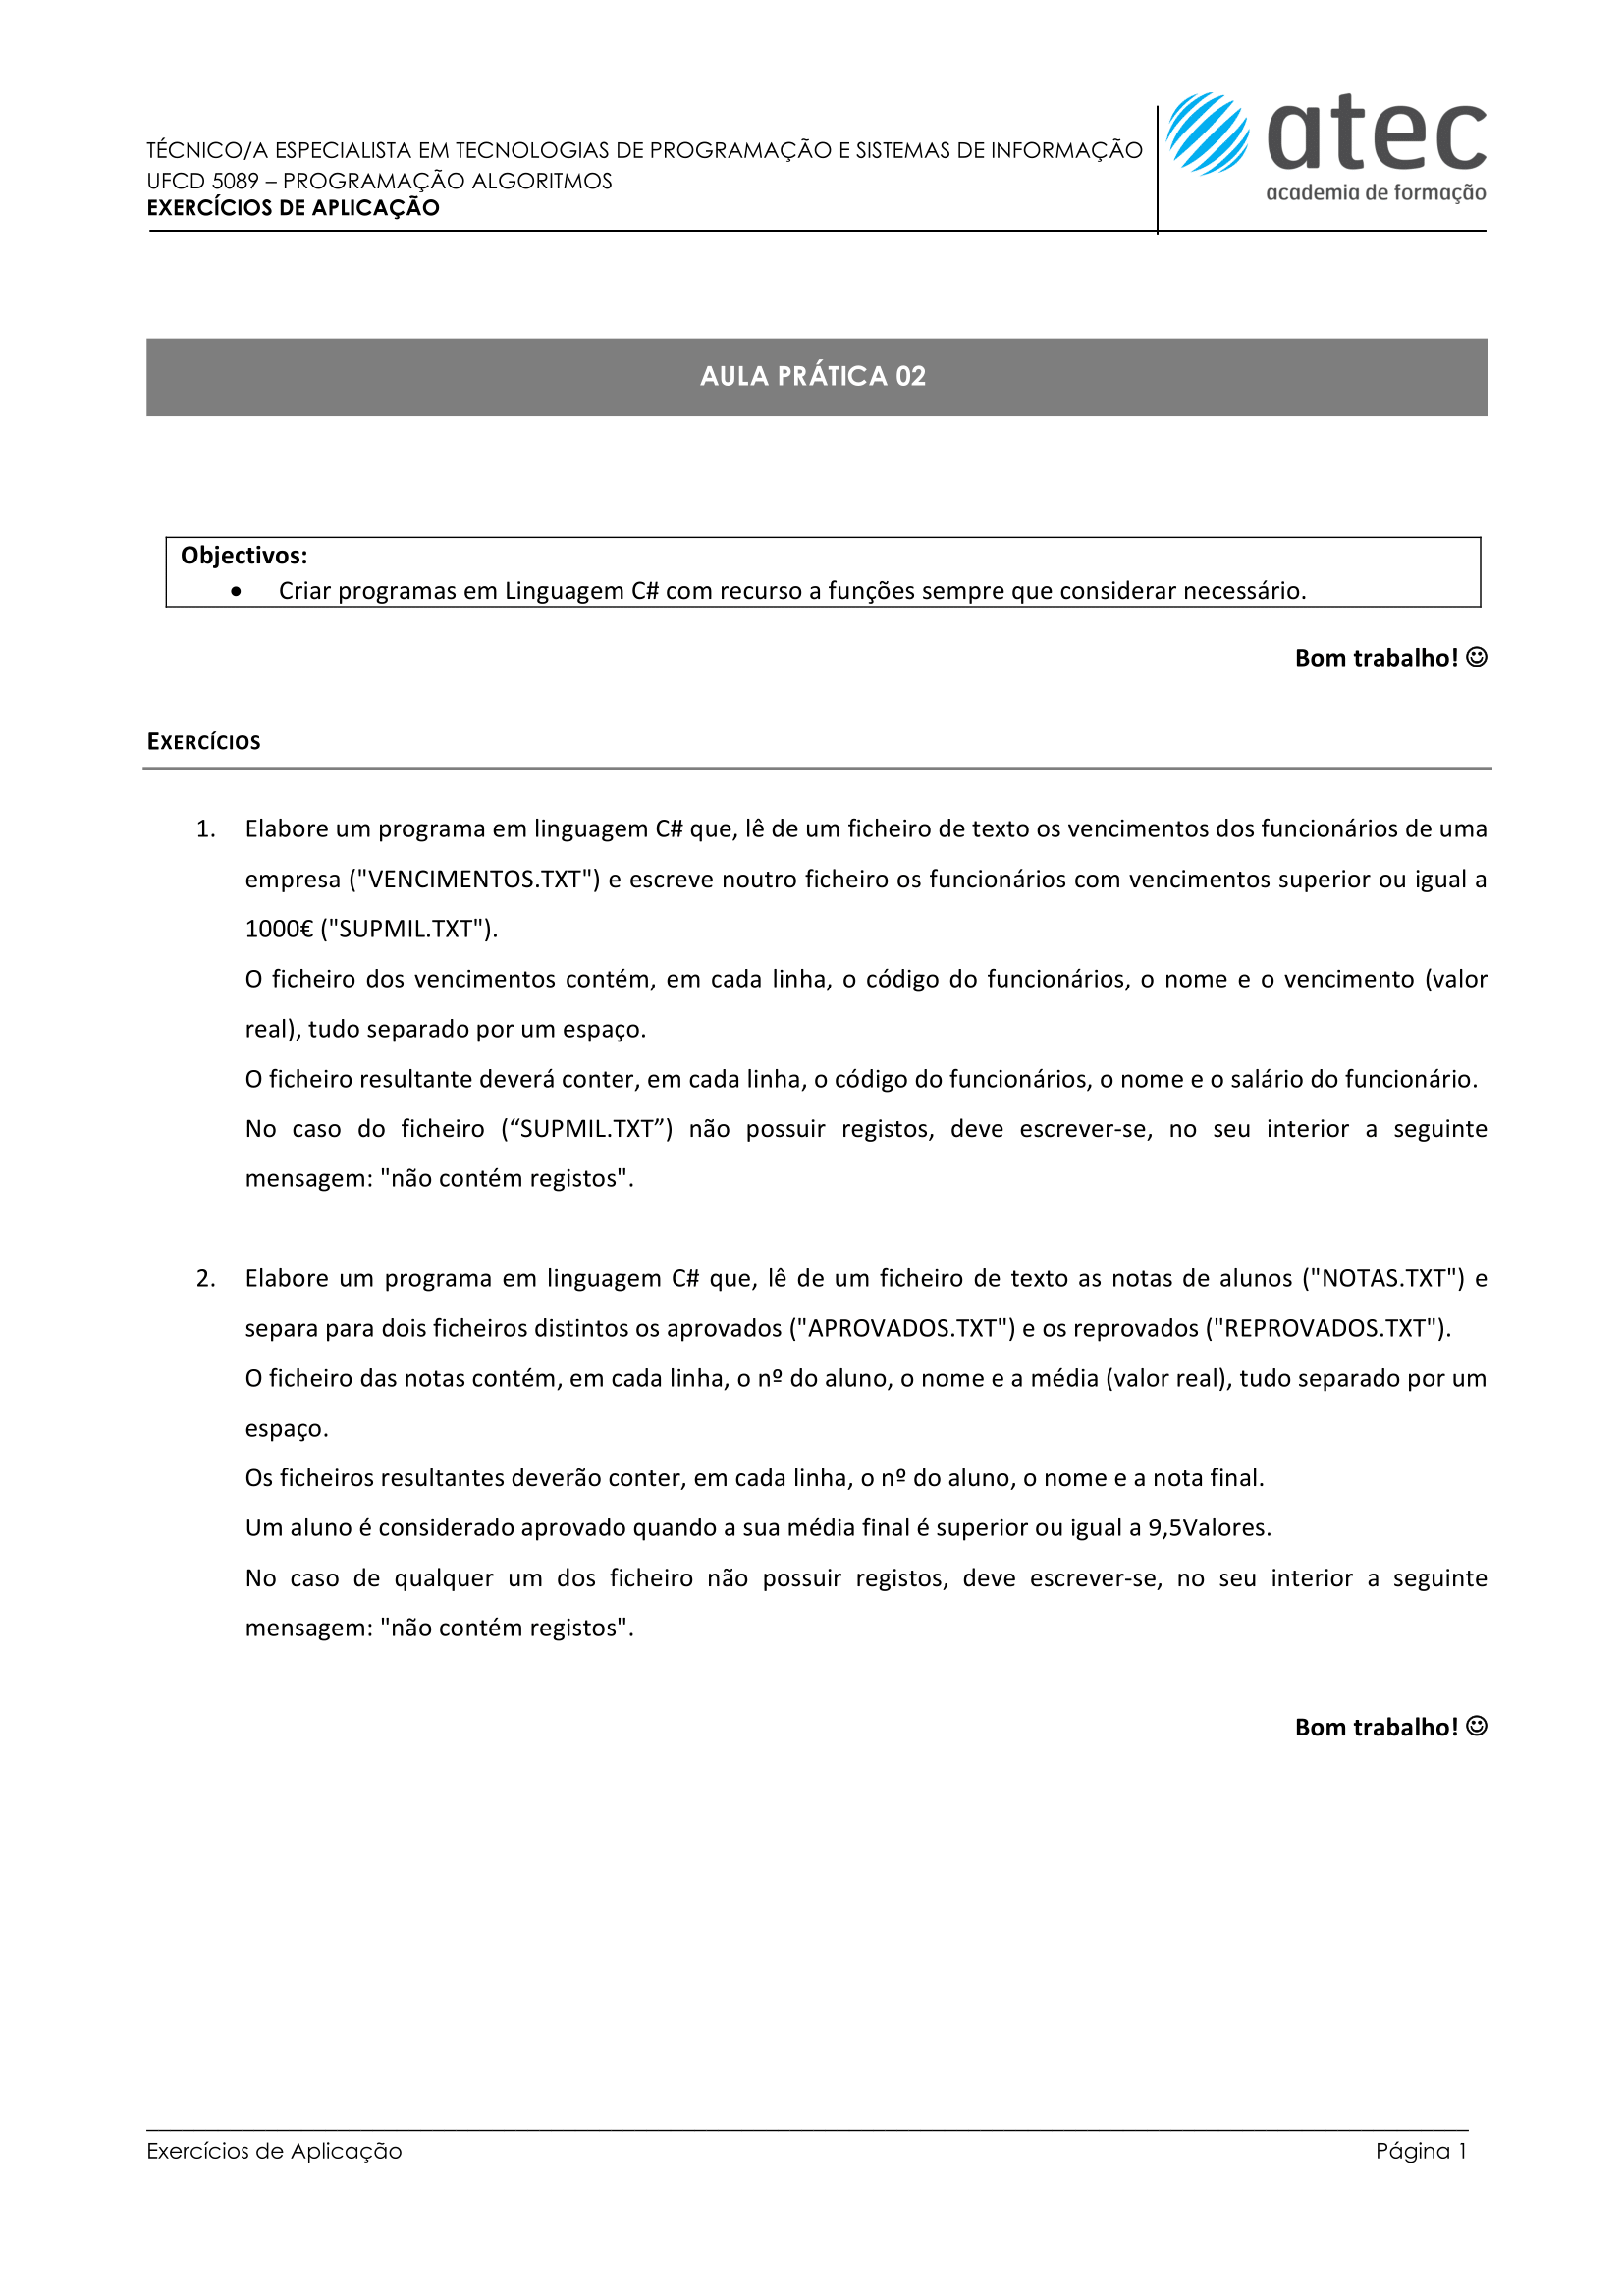 TÉCNICO/A ESPECIALISTA EM TECNOLOGIAS DE PROGRAMAÇÃO E SISTEMAS DE INFORMAÇÃO
UFCD 5089 – PROGRAMAÇÃO ALGORITMOS
EXERCÍCIOS DE APLICAÇÃO
atec
academia de formação
AULA PRÁTICA 02
Objectivos:
• Criar programas em Linguagem C# com recurso a funções sempre que considerar necessário.
Bom trabalho! ☺
EXERCÍCIOS
1. Elabore um programa em linguagem C# que, lê de um ficheiro de texto os vencimentos dos funcionários de uma
empresa ("VENCIMENTOS.TXT") e escreve noutro ficheiro os funcionários com vencimentos superior ou igual a
1000€ ("SUPMIL.TXT").
O ficheiro dos vencimentos contém, em cada linha, o código do funcionários, o nome e o vencimento (valor
real), tudo separado por um espaço.
O ficheiro resultante deverá conter, em cada linha, o código do funcionários, o nome e o salário do funcionário.
No caso do ficheiro (“SUPMIL.TXT”) não possuir registos, deve escrever-se, no seu interior a seguinte
mensagem: "não contém registos".
2. Elabore um programa em linguagem C# que, lê de um ficheiro de texto as notas de alunos ("NOTAS.TXT") e
separa para dois ficheiros distintos os aprovados ("APROVADOS.TXT") e os reprovados ("REPROVADOS.TXT").
O ficheiro das notas contém, em cada linha, o nº do aluno, o nome e a média (valor real), tudo separado por um
espaço.
Os ficheiros resultantes deverão conter, em cada linha, o nº do aluno, o nome e a nota final.
Um aluno é considerado aprovado quando a sua média final é superior ou igual a 9,5Valores.
No caso de qualquer um dos ficheiro não possuir registos, deve escrever-se, no seu interior a seguinte
mensagem: "não contém registos".
Bom trabalho! ☺
Exercícios de Aplicação
Página 1